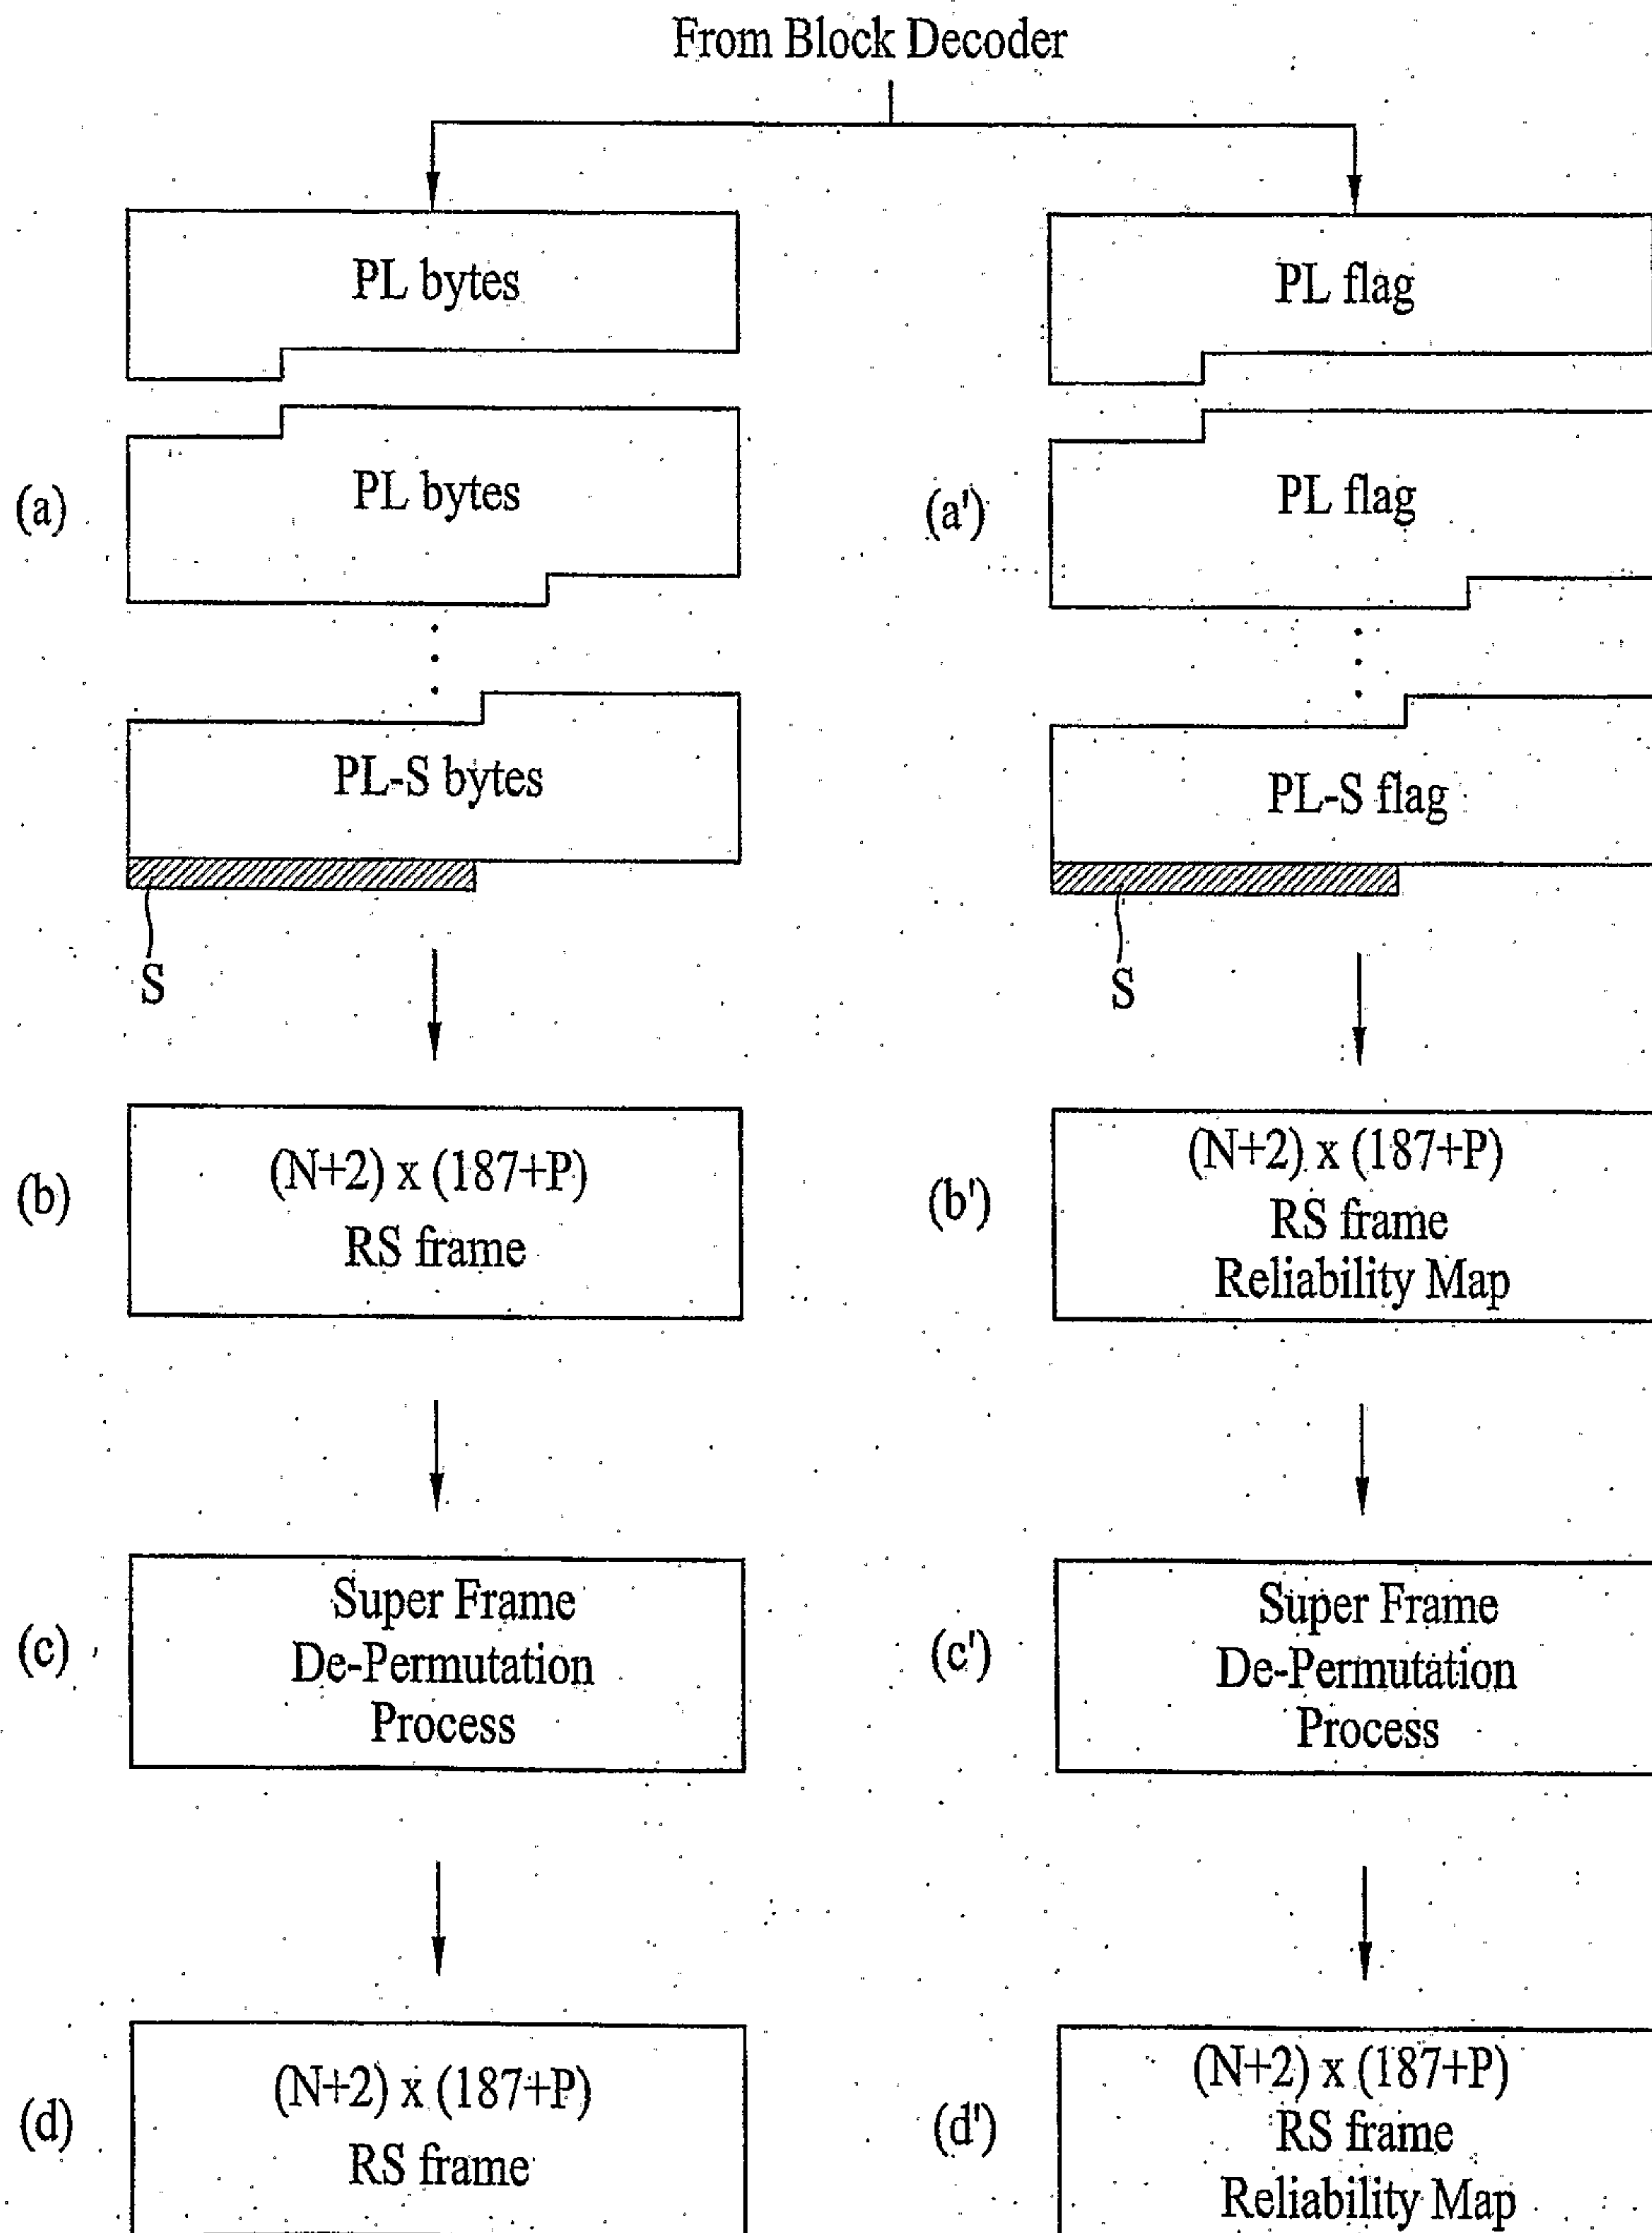 From Block Decoder
PL bytes
PL flag
(a)
PL bytes
(a')
PL flag
PL-S bytes
PL-S flag
S
S
(b)
(N+2) x (187+P)
RS frame
(b')
(N+2) x (187+P)
RS frame
Reliability Map
(c)
Super Frame
De-Permutation
Process
(c')
Super Frame
De-Permutation
Process
(d)
(N+2) x (187+P)
RS frame
(d')
(N+2) x (187+P)
RS frame
Reliability Map